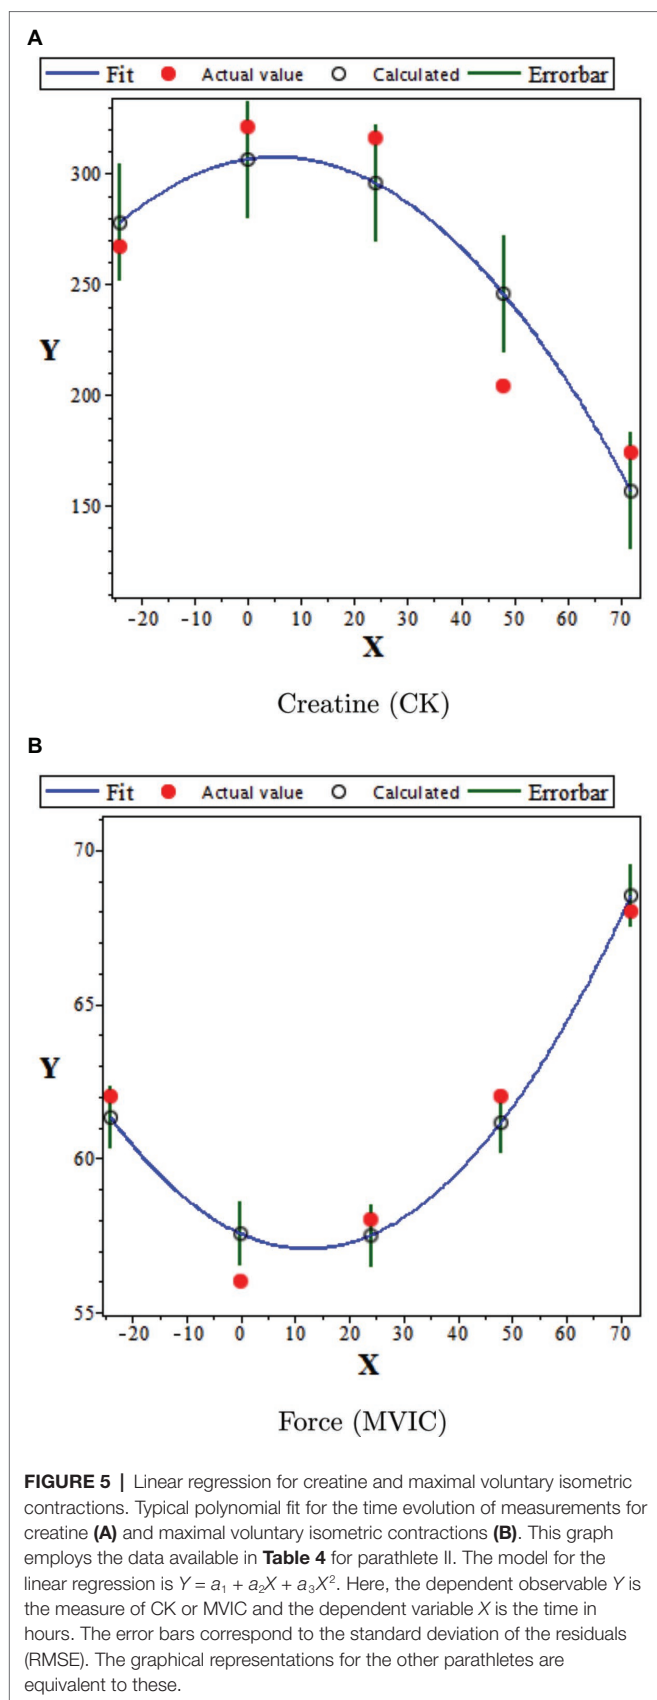 A
Fit Actual value Calculated Errorbar
300
250
Y
200
150
-20 -10 0 10 20 30 40 50 60 70
X
Creatine (CK)
B
Fit Actual value Calculated Errorbar
70
65
Y
60
55
-20 -10 0 10 20 30 40 50 60 70
X
Force (MVIC)
FIGURE 5 | Linear regression for creatine and maximal voluntary isometric
contractions. Typical polynomial fit for the time evolution of measurements for
creatine (A) and maximal voluntary isometric contractions (B). This graph
employs the data available in Table 4 for parathlete II. The model for the
linear regression is Y = a₁ + a₂X + a₃X². Here, the dependent observable Y is
the measure of CK or MVIC and the dependent variable X is the time in
hours. The error bars correspond to the standard deviation of the residuals
(RMSE). The graphical representations for the other parathletes are
equivalent to these.